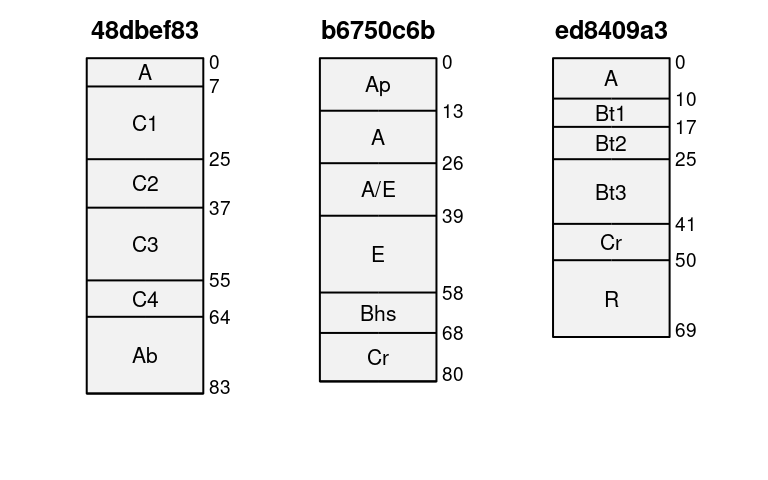 48dbef83
0
A
7
C1
25
C2
37
C3
55
C4
64
Ab
83
b6750c6b
0
Ap
13
A
26
A/E
39
E
58
Bhs
68
Cr
80
ed8409a3
0
A
10
Bt1
17
Bt2
25
Bt3
41
Cr
50
R
69